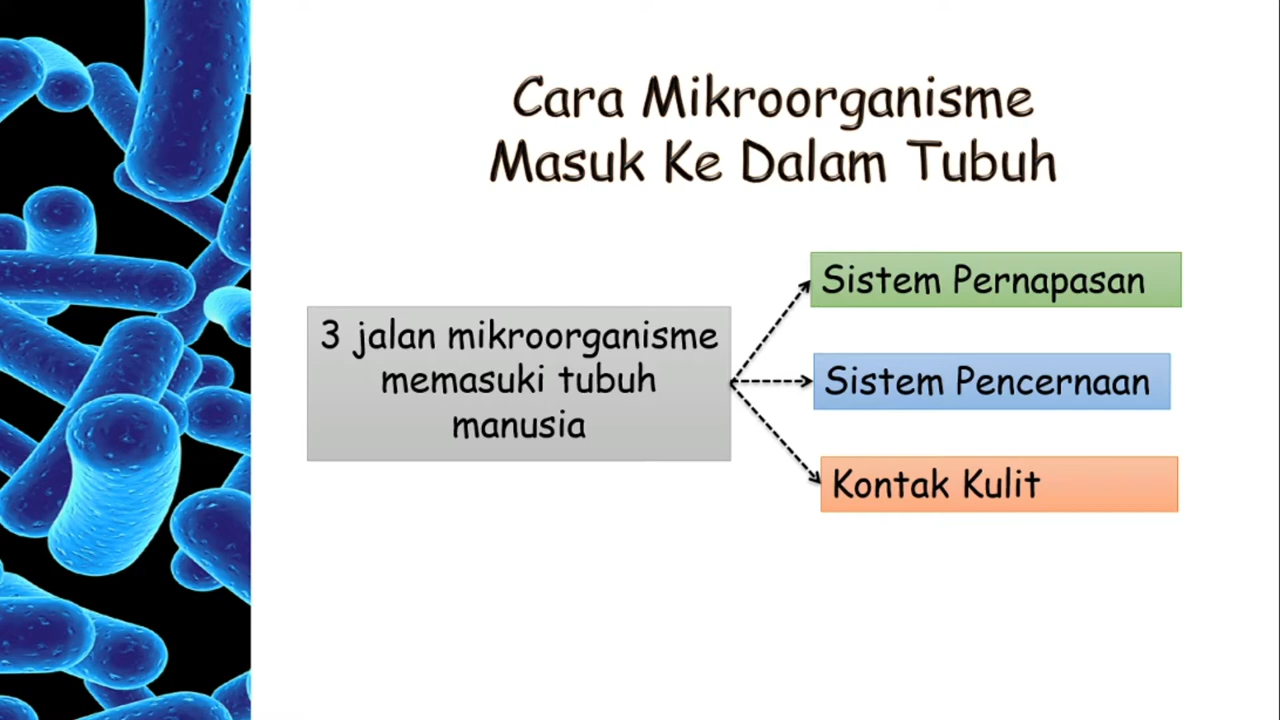 Cara Mikroorganisme
Masuk Ke Dalam Tubuh
3 jalan mikroorganisme
memasuki tubuh
manusia
Sistem Pernapasan
Sistem Pencernaan
Kontak Kulit